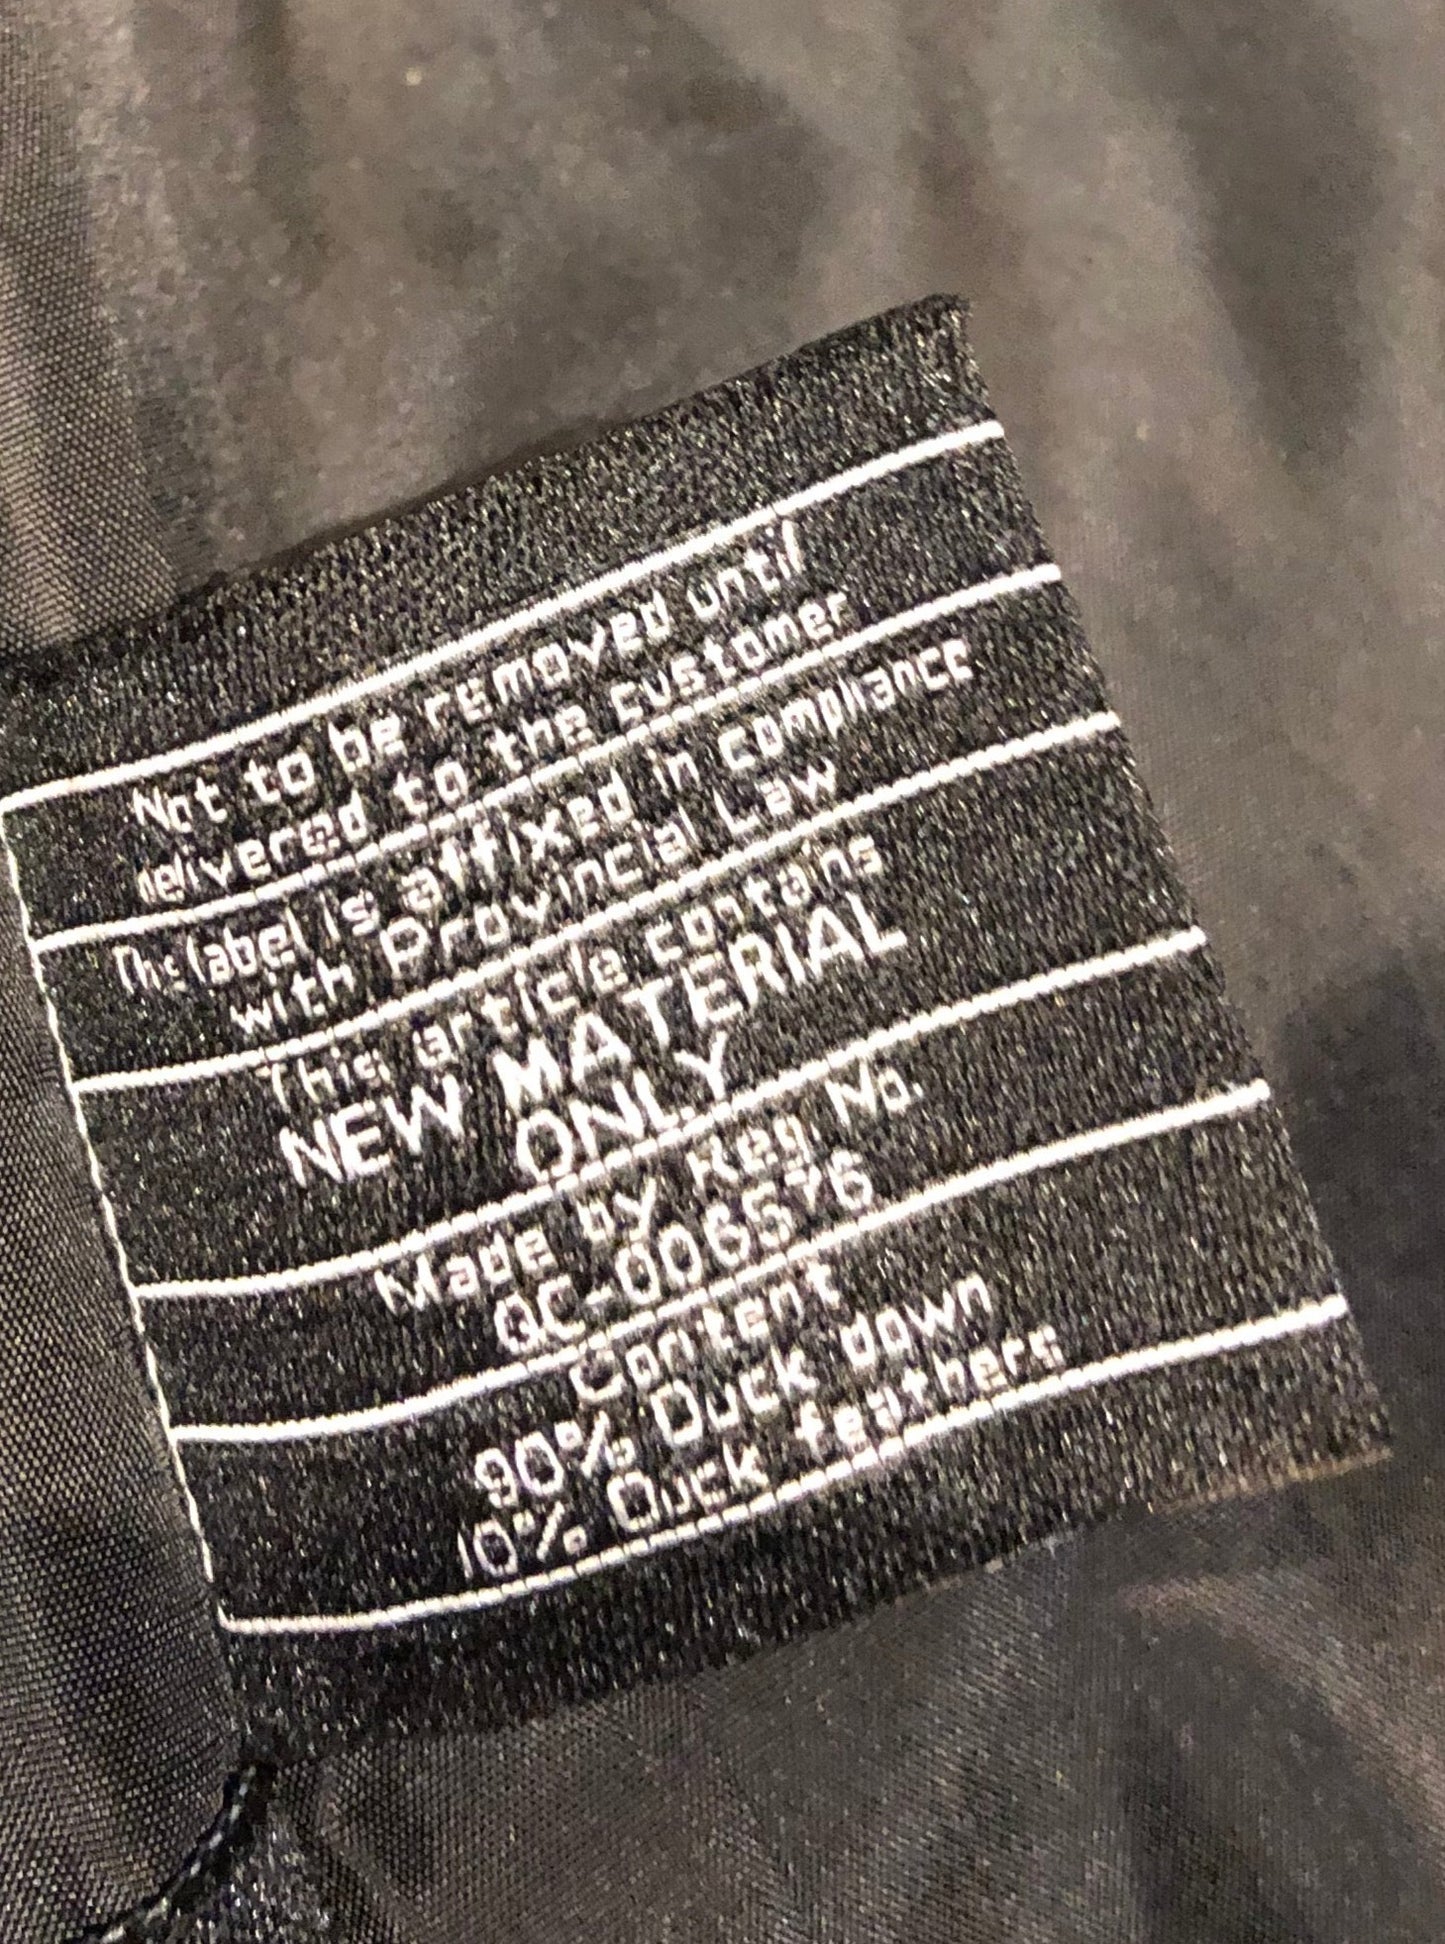 Not to be removed until
delivered to the customer
This label is affixed in compliance
with Provincial Law
This article contains
NEW MATERIAL
ONLY
Made by Reg No.
QC-006576
Content
90% Duck down
10% Duck feathers